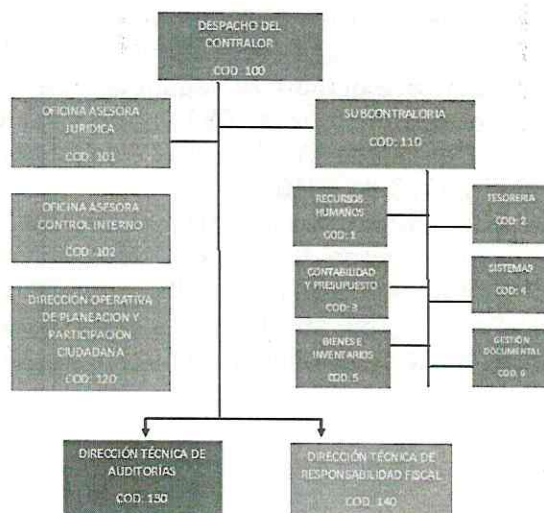 DESPACHO DEL
CONTRALOR
COD: 100
OFICINA ASESORA
JURIDICA
COD: 101
SUBCONTRALORIA
COD: 110
OFICINA ASESORA
CONTROL INTERNO
COD: 102
RECURSOS
HUMANOS
COD: 1
TESORERIA
COD: 2
CONTABILIDAD
Y PRESUPUESTO
COD: 3
SISTEMAS
COD: 4
DIRECCIÓN OPERATIVA
DE PLANEACION Y
PARTICIPACION
CIUDADANA
COD: 120
BIENES E
INVENTARIOS
COD: 5
GESTIÓN
DOCUMENTAL
COD: 6
DIRECCIÓN TÉCNICA DE
AUDITORÍAS
COD: 130
DIRECCIÓN TÉCNICA DE
RESPONSABILIDAD FISCAL
COD: 140